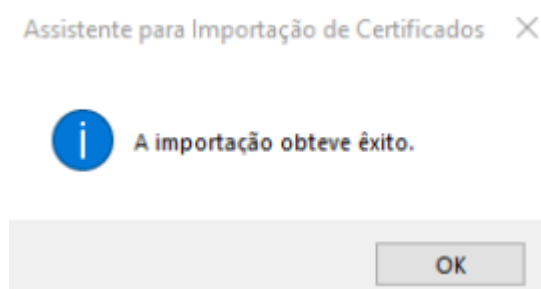 Assistente para Importação de Certificados
A importação obteve êxito.
OK